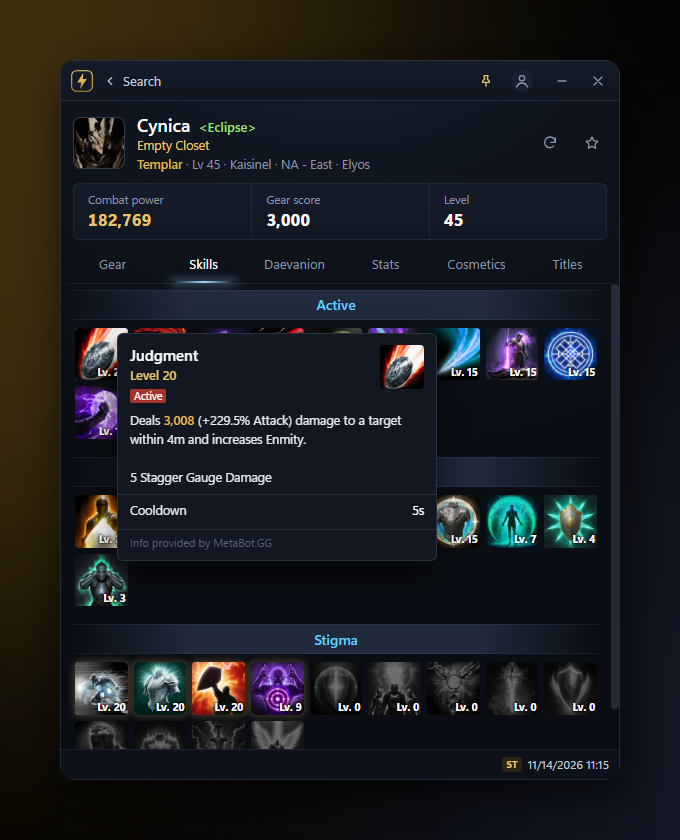 Search
Cynica <Eclipse>
Empty Closet
Templar · Lv 45 · Kaisinel · NA - East · Elyos
Combat power
182,769
Gear score
3,000
Level
45
Gear
Skills
Daevanion
Stats
Cosmetics
Titles
Active
Judgment
Level 20
Active
Deals 3,008 (+229.5% Attack) damage to a target
within 4m and increases Enmity.
5 Stagger Gauge Damage
Cooldown 5s
Info provided by MetaBot.GG
Lv. 15
Lv. 15
Lv. 15
Lv. 15
Lv. 7
Lv. 4
Lv. 3
Stigma
Lv. 20
Lv. 20
Lv. 20
Lv. 9
Lv. 0
Lv. 0
Lv. 0
Lv. 0
Lv. 0
ST 11/14/2026 11:15